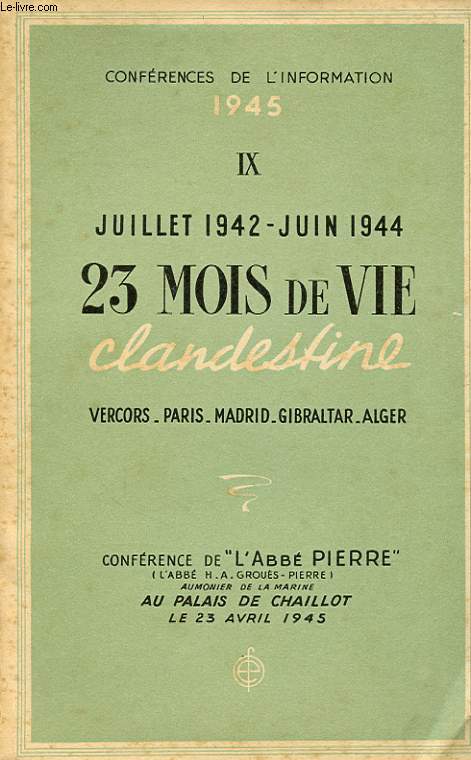 Le-livre.com
CONFÉRENCES DE L'INFORMATION
1945
IX
JUILLET 1942 - JUIN 1944
23 MOIS DE VIE
clandestine
VERCORS - PARIS - MADRID - GIBRALTAR - ALGER
CONFÉRENCE DE "L'ABBÉ PIERRE"
(L'ABBÉ H. A. GROUÈS - PIERRE)
AUMONIER DE LA MARINE
AU PALAIS DE CHAILLOT
LE 23 AVRIL 1945